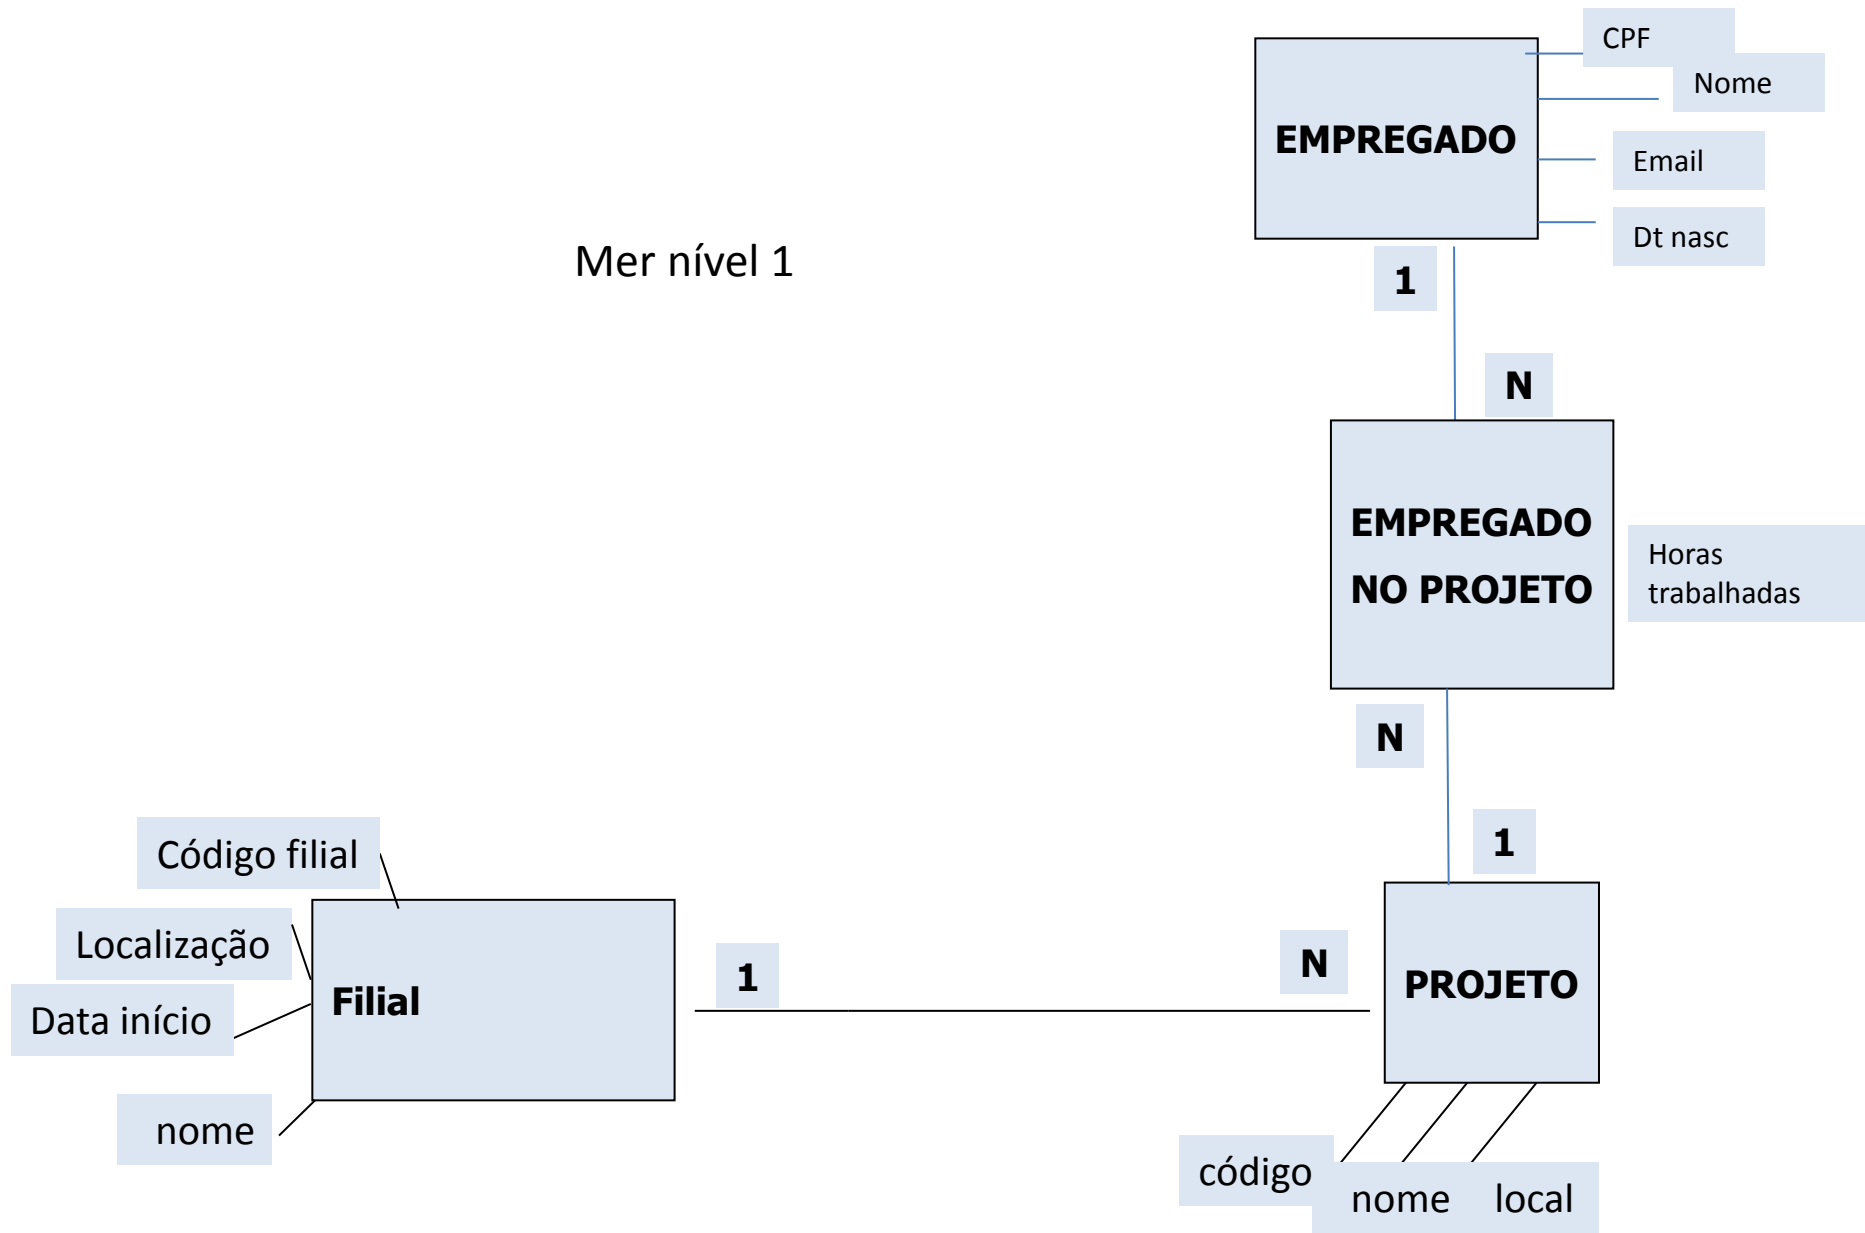 CPF
Nome
EMPREGADO
Email
Dt nasc
Mer nível 1
1
N
EMPREGADO
NO PROJETO
Horas
trabalhadas
N
1
Código filial
Localização
Data início
Filial
nome
1
N
PROJETO
código
nome
local